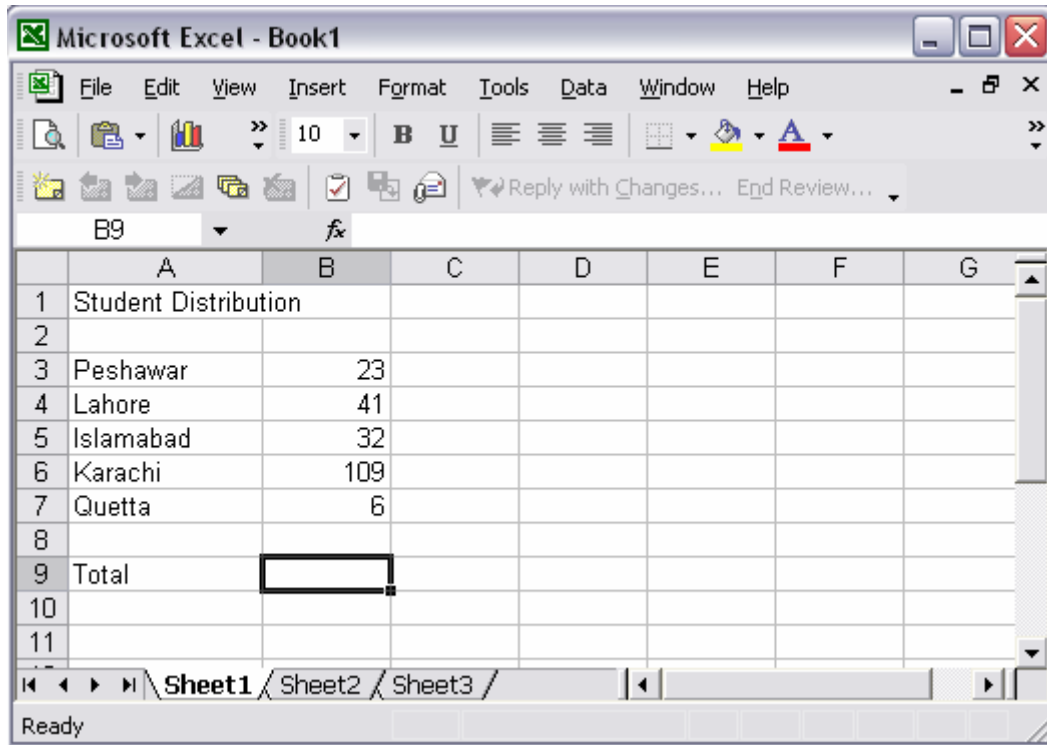 Microsoft Excel - Book1
File Edit View Insert Format Tools Data Window Help
10 B U A
Reply with Changes... End Review...
B9 fx
A B C D E F G
1 Student Distribution
2
3 Peshawar 23
4 Lahore 41
5 Islamabad 32
6 Karachi 109
7 Quetta 6
8
9 Total
10
11
Sheet1 Sheet2 Sheet3
Ready